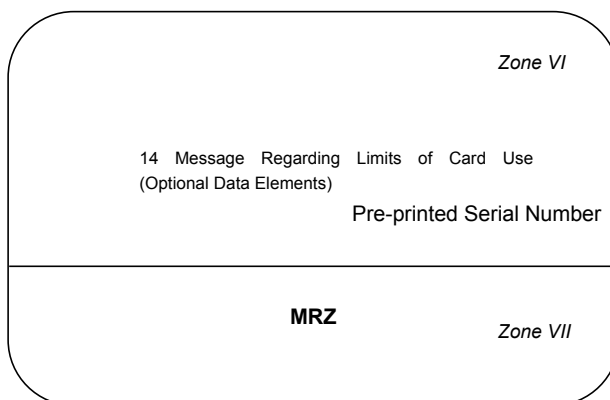 Zone VI
14 Message Regarding Limits of Card Use
(Optional Data Elements)
Pre-printed Serial Number
MRZ
Zone VII